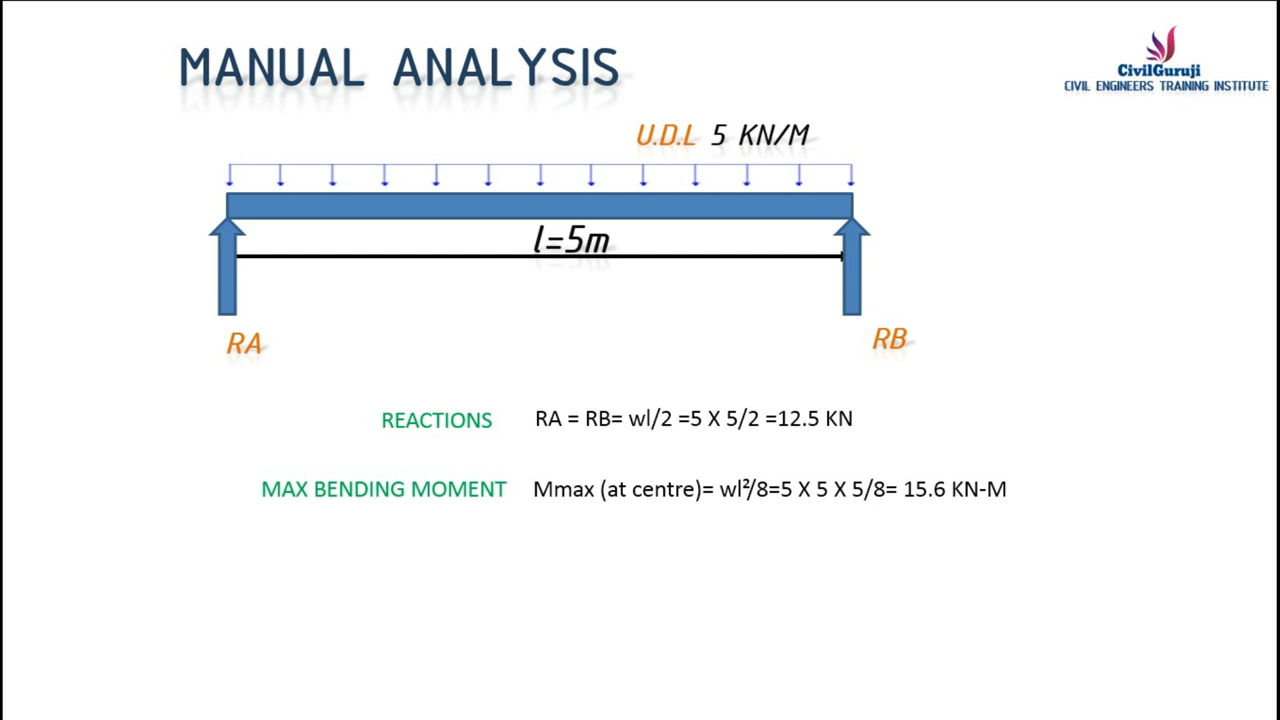 MANUAL ANALYSIS
CivilGuruji
CIVIL ENGINEERS TRAINING INSTITUTE
U.D.L 5 KN/M
l=5m
RA
RB
REACTIONS RA = RB= wl/2 =5 X 5/2 =12.5 KN
MAX BENDING MOMENT Mmax (at centre)= wl²/8=5 X 5 X 5/8= 15.6 KN-M